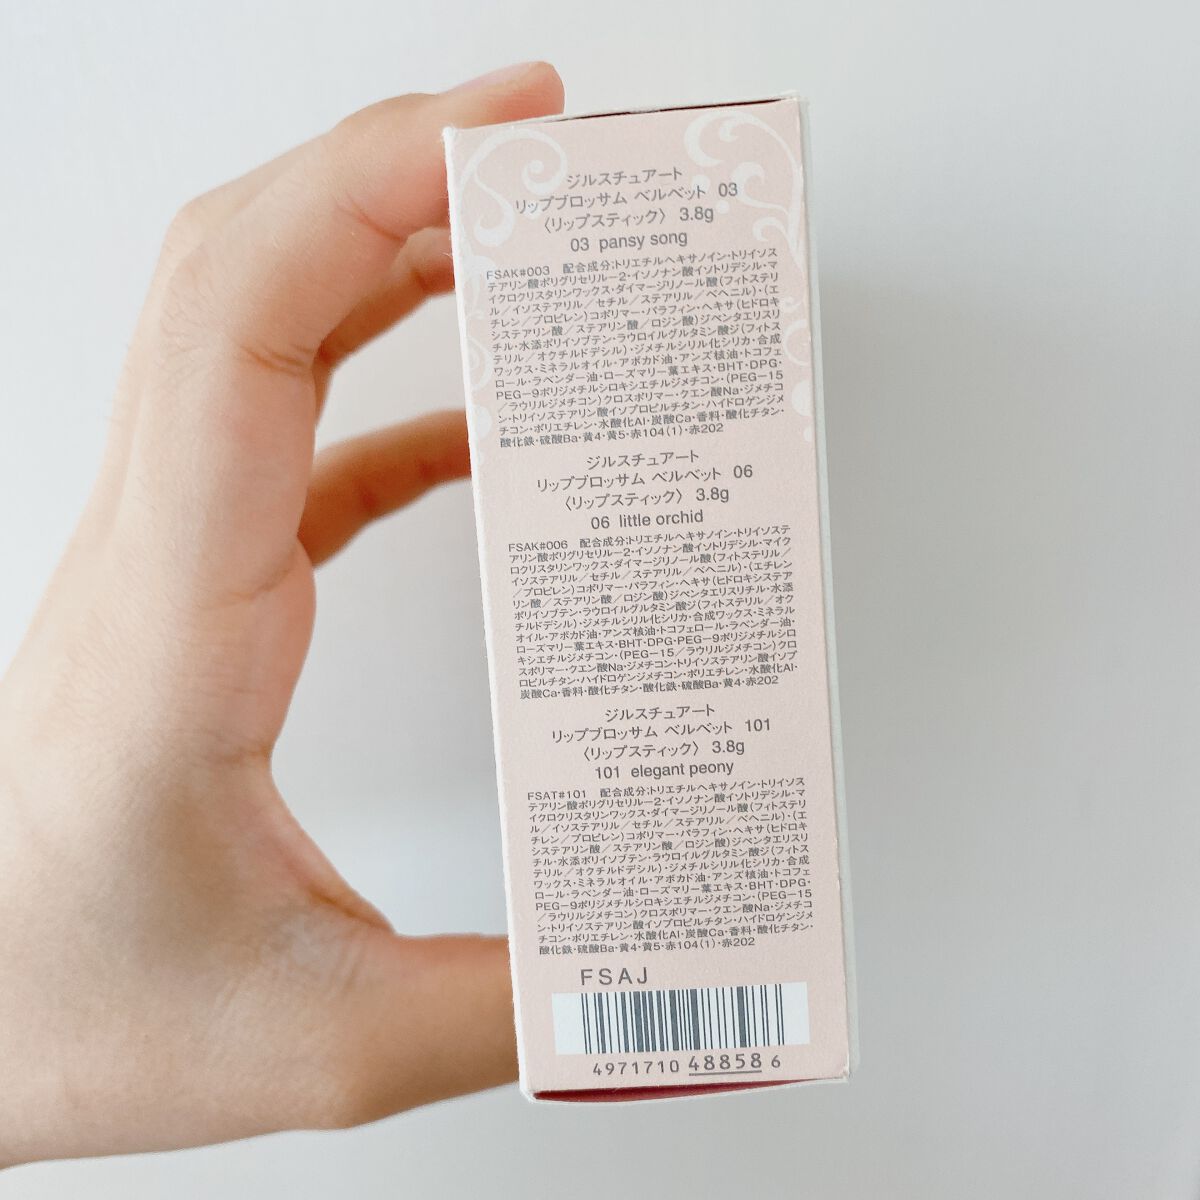 ジルスチュアート
リップブロッサム ベルベット 03
〈リップスティック〉 3.8g
03 pansy song
FSAK#003 配合成分:トリエチルヘキサノイン・トリイソス
テアリン酸ポリグリセリル－2・イソノナン酸イソトリデシル・マ
イクロクリスタリンワックス・ダイマージリノール酸(フィトステリ
ル／イソステアリル／セチル／ステアリル／ベヘニル)・(エ
チレン／プロピレン)コポリマー・パラフィン・ヘキサ(ヒドロキ
システアリン酸／ステアリン酸／ロジン酸)ジペンタエリスリ
チル・水添ポリイソブテン・ラウロイルグルタミン酸ジ(フィトス
テリル／オクチルドデシル)・ジメチルシリル化シリカ・合成
ワックス・ミネラルオイル・アボカド油・アンズ核油・トコフェ
ロール・ラベンダー油・ローズマリー葉エキス・BHT・DPG・
PEG－9ポリジメチルシロキシエチルジメチコン・(PEG－15
／ラウリルジメチコン)クロスポリマー・クエン酸Na・ジメチコ
ン・トリイソステアリン酸イソプロピルチタン・ハイドロゲンジメ
チコン・ポリエチレン・水酸化Al・炭酸Ca・香料・酸化チタン・
酸化鉄・硫酸Ba・黄4・黄5・赤104(1)・赤202
ジルスチュアート
リップブロッサム ベルベット 06
〈リップスティック〉 3.8g
06 little orchid
FSAK#006 配合成分:トリエチルヘキサノイン・トリイソステ
アリン酸ポリグリセリル－2・イソノナン酸イソトリデシル・マイク
ロクリスタリンワックス・ダイマージリノール酸(フィトステリル／
イソステアリル／セチル／ステアリル／ベヘニル)・(エチレン
／プロピレン)コポリマー・パラフィン・ヘキサ(ヒドロキシステア
リン酸／ステアリン酸／ロジン酸)ジペンタエリスリチル・水添
ポリイソブテン・ラウロイルグルタミン酸ジ(フィトステリル／オク
チルドデシル)・ジメチルシリル化シリカ・合成ワックス・ミネラル
オイル・アボカド油・アンズ核油・トコフェロール・ラベンダー油・
ローズマリー葉エキス・BHT・DPG・PEG－9ポリジメチルシロ
キシエチルジメチコン・(PEG－15／ラウリルジメチコン)クロ
スポリマー・クエン酸Na・ジメチコン・トリイソステアリン酸イソプ
ロピルチタン・ハイドロゲンジメチコン・ポリエチレン・水酸化Al・
炭酸Ca・香料・酸化チタン・酸化鉄・硫酸Ba・黄4・赤202
ジルスチュアート
リップブロッサム ベルベット 101
〈リップスティック〉 3.8g
101 elegant peony
FSAT#101 配合成分:トリエチルヘキサノイン・トリイソス
テアリン酸ポリグリセリル－2・イソノナン酸イソトリデシル・マ
イクロクリスタリンワックス・ダイマージリノール酸(フィトステリ
ル／イソステアリル／セチル／ステアリル／ベヘニル)・(エ
チレン／プロピレン)コポリマー・パラフィン・ヘキサ(ヒドロキ
システアリン酸／ステアリン酸／ロジン酸)ジペンタエリスリ
チル・水添ポリイソブテン・ラウロイルグルタミン酸ジ(フィトス
テリル／オクチルドデシル)・ジメチルシリル化シリカ・合成
ワックス・ミネラルオイル・アボカド油・アンズ核油・トコフェ
ロール・ラベンダー油・ローズマリー葉エキス・BHT・DPG・
PEG－9ポリジメチルシロキシエチルジメチコン・(PEG－15
／ラウリルジメチコン)クロスポリマー・クエン酸Na・ジメチコ
ン・トリイソステアリン酸イソプロピルチタン・ハイドロゲンジメ
チコン・ポリエチレン・水酸化Al・炭酸Ca・香料・酸化チタン・
酸化鉄・硫酸Ba・黄4・黄5・赤104(1)・赤202
FSAJ
4971710 48858 6